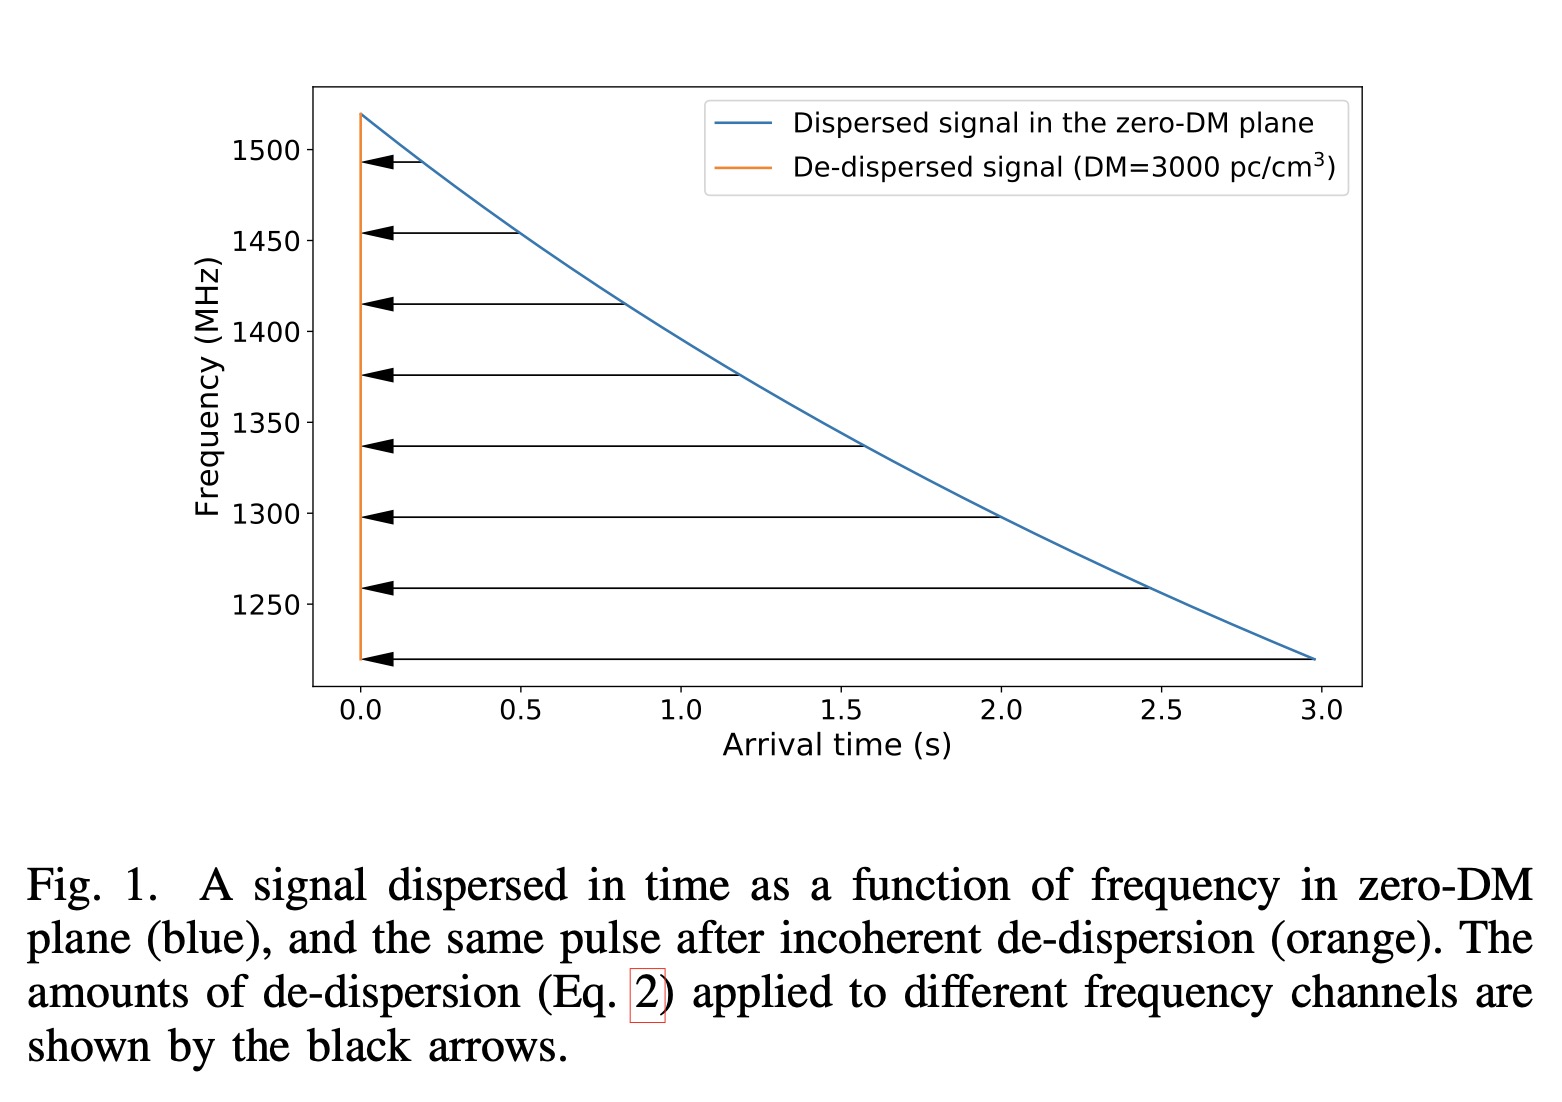 Dispersed signal in the zero-DM plane
De-dispersed signal (DM=3000 pc/cm³)
1500
1450
1400
1350
1300
1250
Frequency (MHz)
0.0 0.5 1.0 1.5 2.0 2.5 3.0
Arrival time (s)
Fig. 1. A signal dispersed in time as a function of frequency in zero-DM
plane (blue), and the same pulse after incoherent de-dispersion (orange). The
amounts of de-dispersion (Eq. 2) applied to different frequency channels are
shown by the black arrows.